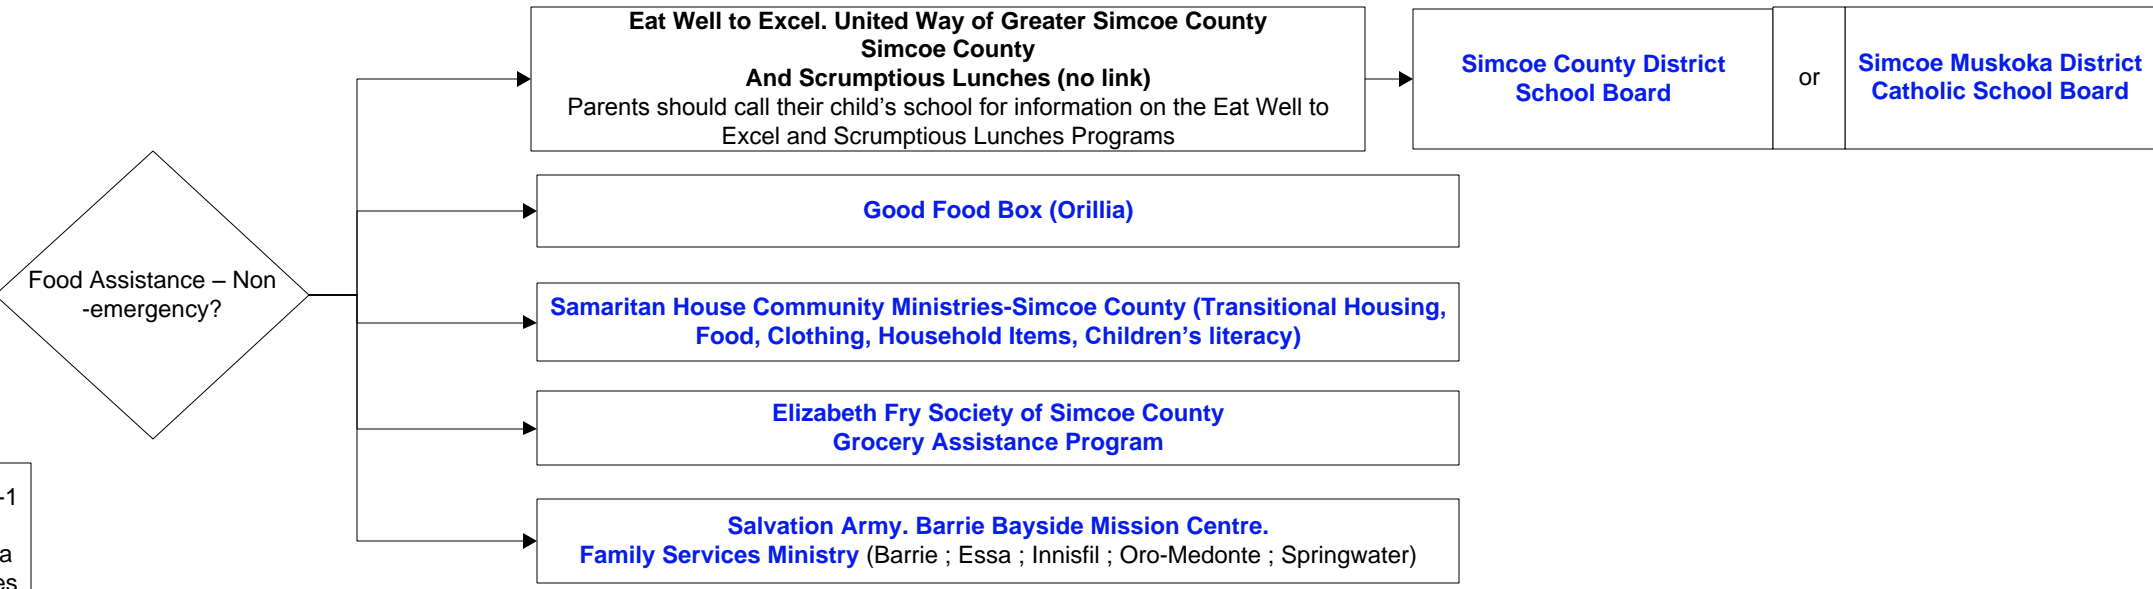 Eat Well to Excel. United Way of Greater Simcoe County
Simcoe County
And Scrumptious Lunches (no link)
Parents should call their child's school for information on the Eat Well to
Excel and Scrumptious Lunches Programs
Simcoe County District
School Board
or
Simcoe Muskoka District
Catholic School Board
Good Food Box (Orillia)
Food Assistance – Non
-emergency?
Samaritan House Community Ministries-Simcoe County (Transitional Housing,
Food, Clothing, Household Items, Children's literacy)
Elizabeth Fry Society of Simcoe County
Grocery Assistance Program
Salvation Army. Barrie Bayside Mission Centre.
Family Services Ministry (Barrie ; Essa ; Innisfil ; Oro-Medonte ; Springwater)
-1
a
es